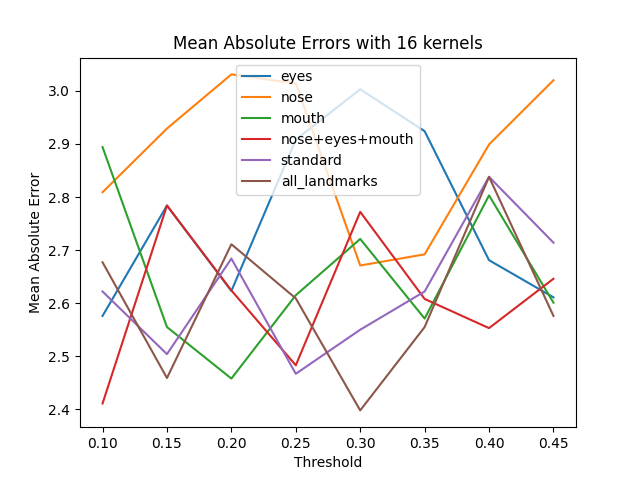 Mean Absolute Errors with 16 kernels
eyes
nose
mouth
nose+eyes+mouth
standard
all_landmarks
Mean Absolute Error
3.0
2.9
2.8
2.7
2.6
2.5
2.4
0.10 0.15 0.20 0.25 0.30 0.35 0.40 0.45
Threshold